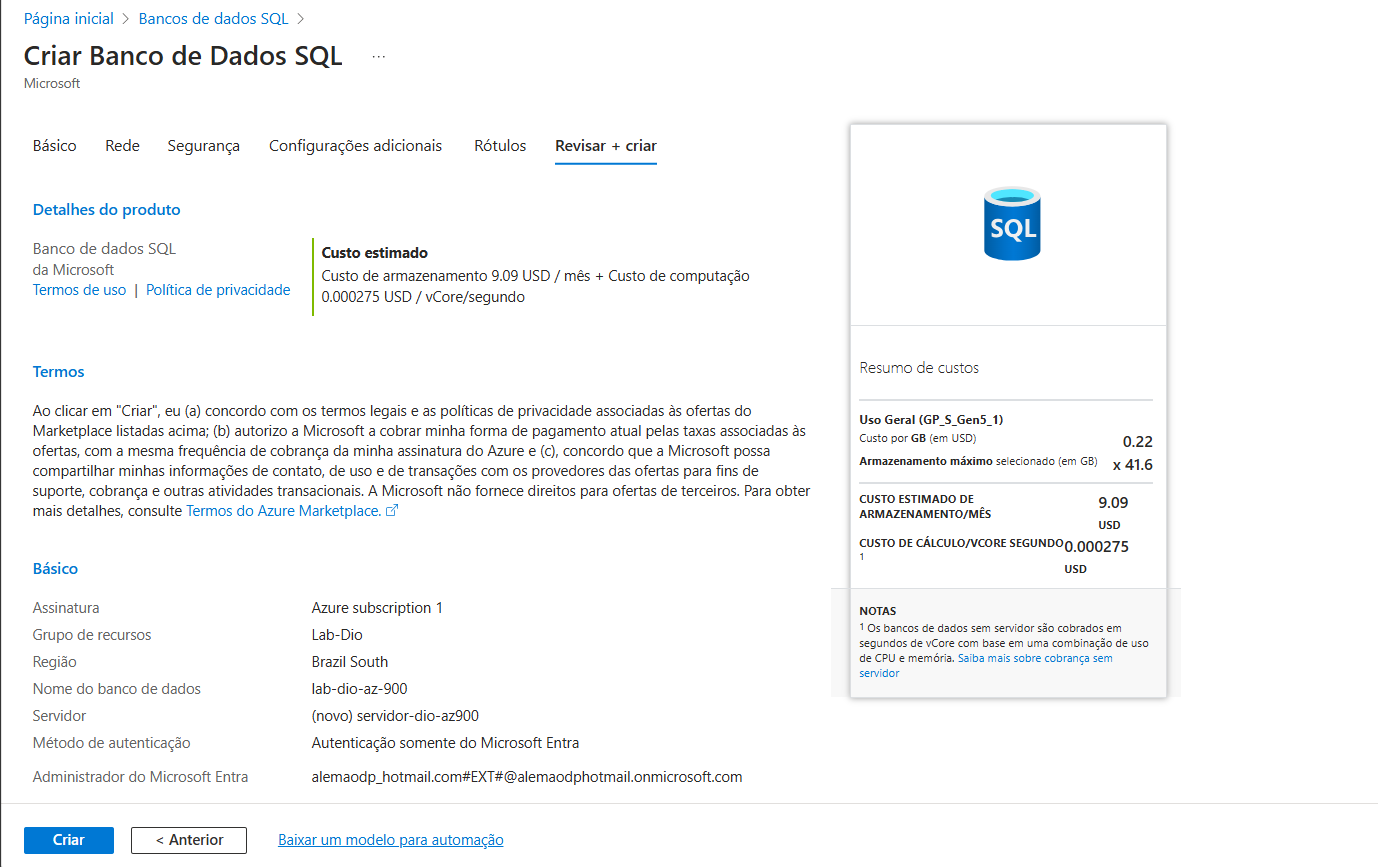 Página inicial > Bancos de dados SQL >
Criar Banco de Dados SQL ...
Microsoft
Básico Rede Segurança Configurações adicionais Rótulos Revisar + criar
Detalhes do produto
Banco de dados SQL
da Microsoft
Termos de uso | Política de privacidade
Custo estimado
Custo de armazenamento 9.09 USD / mês + Custo de computação
0.000275 USD / vCore/segundo
Termos
Ao clicar em "Criar", eu (a) concordo com os termos legais e as políticas de privacidade associadas às ofertas do
Marketplace listadas acima; (b) autorizo a Microsoft a cobrar minha forma de pagamento atual pelas taxas associadas às
ofertas, com a mesma frequência de cobrança da minha assinatura do Azure e (c), concordo que a Microsoft possa
compartilhar minhas informações de contato, de uso e de transações com os provedores das ofertas para fins de
suporte, cobrança e outras atividades transacionais. A Microsoft não fornece direitos para ofertas de terceiros. Para obter
mais detalhes, consulte Termos do Azure Marketplace.
Básico
Assinatura Azure subscription 1
Grupo de recursos Lab-Dio
Região Brazil South
Nome do banco de dados lab-dio-az-900
Servidor (novo) servidor-dio-az900
Método de autenticação Autenticação somente do Microsoft Entra
Administrador do Microsoft Entra alemaodp_hotmail.com#EXT#@alemaodphotmail.onmicrosoft.com
SQL
Resumo de custos
Uso Geral (GP_S_Gen5_1)
Custo por GB (em USD) 0.22
Armazenamento máximo selecionado (em GB) x 41.6
CUSTO ESTIMADO DE
ARMAZENAMENTO/MÊS 9.09
USD
CUSTO DE CÁLCULO/VCORE SEGUNDO 0.000275
1
USD
NOTAS
1 Os bancos de dados sem servidor são cobrados em
segundos de vCore com base em uma combinação de uso
de CPU e memória. Saiba mais sobre cobrança sem
servidor
Criar < Anterior Baixar um modelo para automação